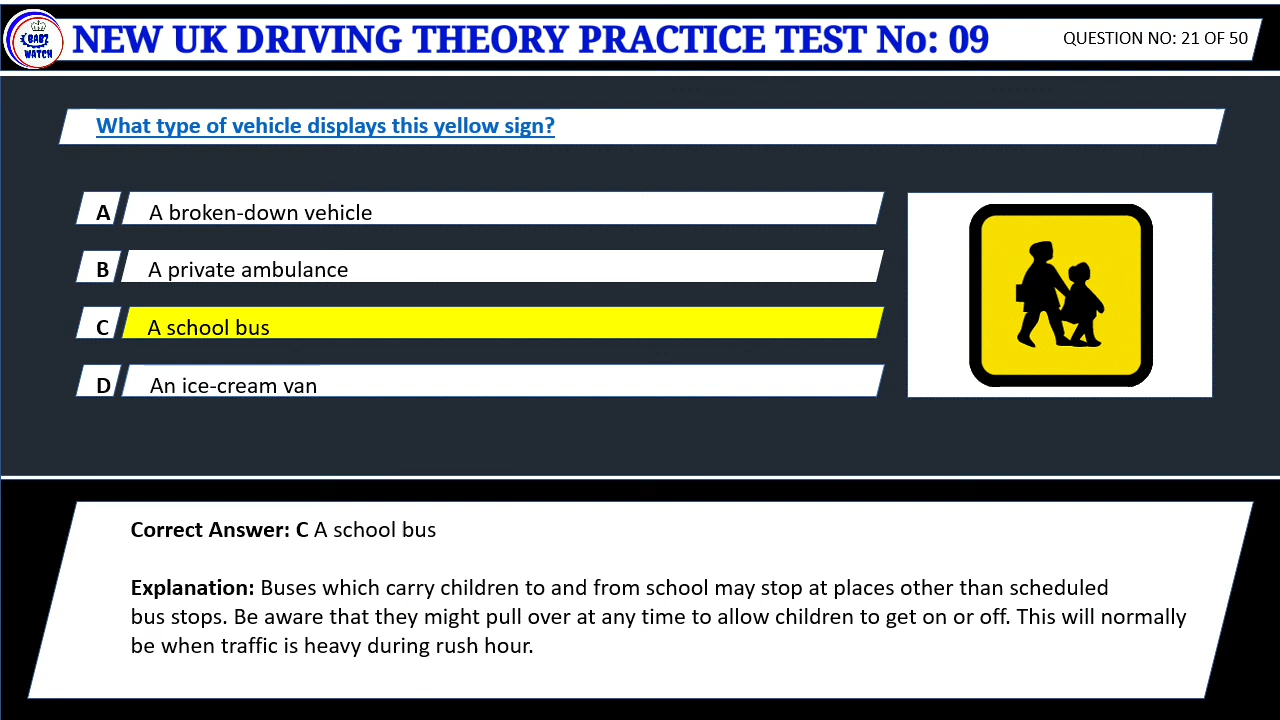 BABZ
WATCH
NEW UK DRIVING THEORY PRACTICE TEST No: 09
QUESTION NO: 21 OF 50
What type of vehicle displays this yellow sign?
A A broken-down vehicle
B A private ambulance
C A school bus
D An ice-cream van
Correct Answer: C A school bus
Explanation: Buses which carry children to and from school may stop at places other than scheduled
bus stops. Be aware that they might pull over at any time to allow children to get on or off. This will normally
be when traffic is heavy during rush hour.